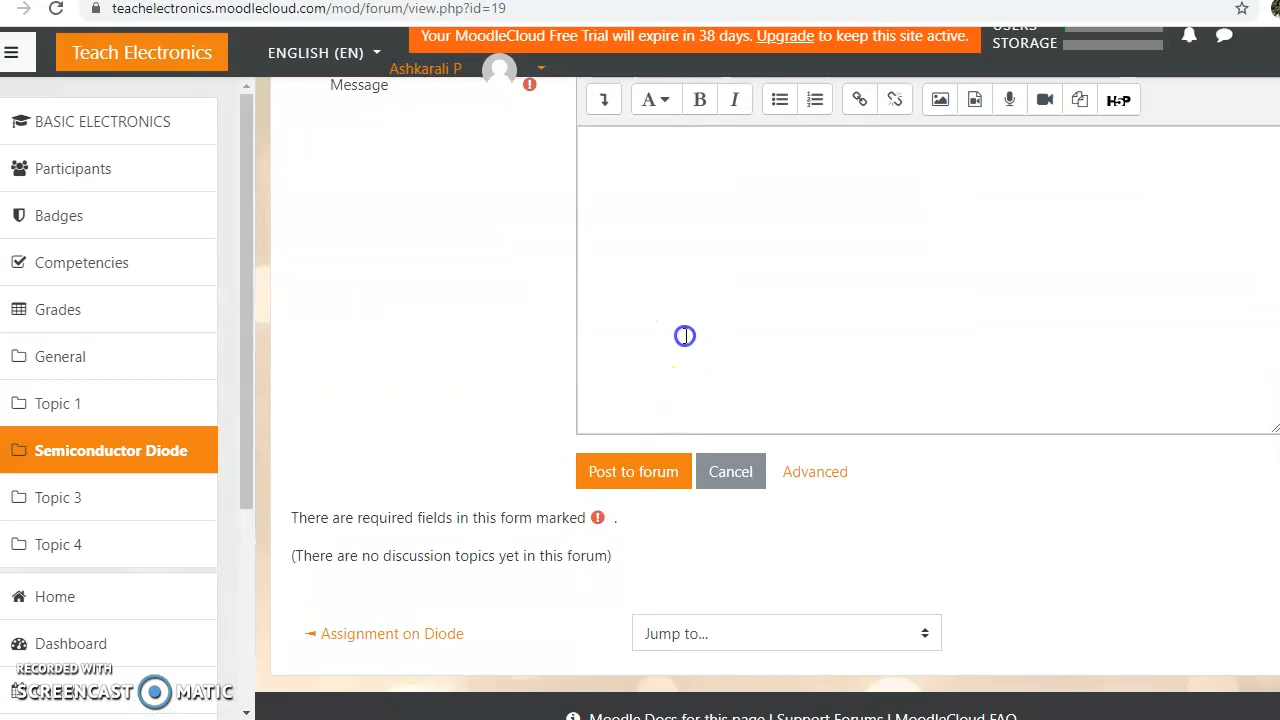 teachelectronics.moodlecloud.com/mod/forum/view.php?id=19
Your MoodleCloud Free Trial will expire in 38 days. Upgrade to keep this site active.
STORAGE
Teach Electronics
ENGLISH (EN)
Ashkarali P
Message
A
B
I
H5P
BASIC ELECTRONICS
Participants
Badges
Competencies
Grades
General
Topic 1
Semiconductor Diode
Topic 3
Topic 4
Home
Dashboard
Post to forum
Cancel
Advanced
There are required fields in this form marked .
(There are no discussion topics yet in this forum)
Assignment on Diode
Jump to...
RECORDED WITH
SCREENCAST MATIC
Moodle Docs for this page | Support Forums | MoodleCloud FAQ